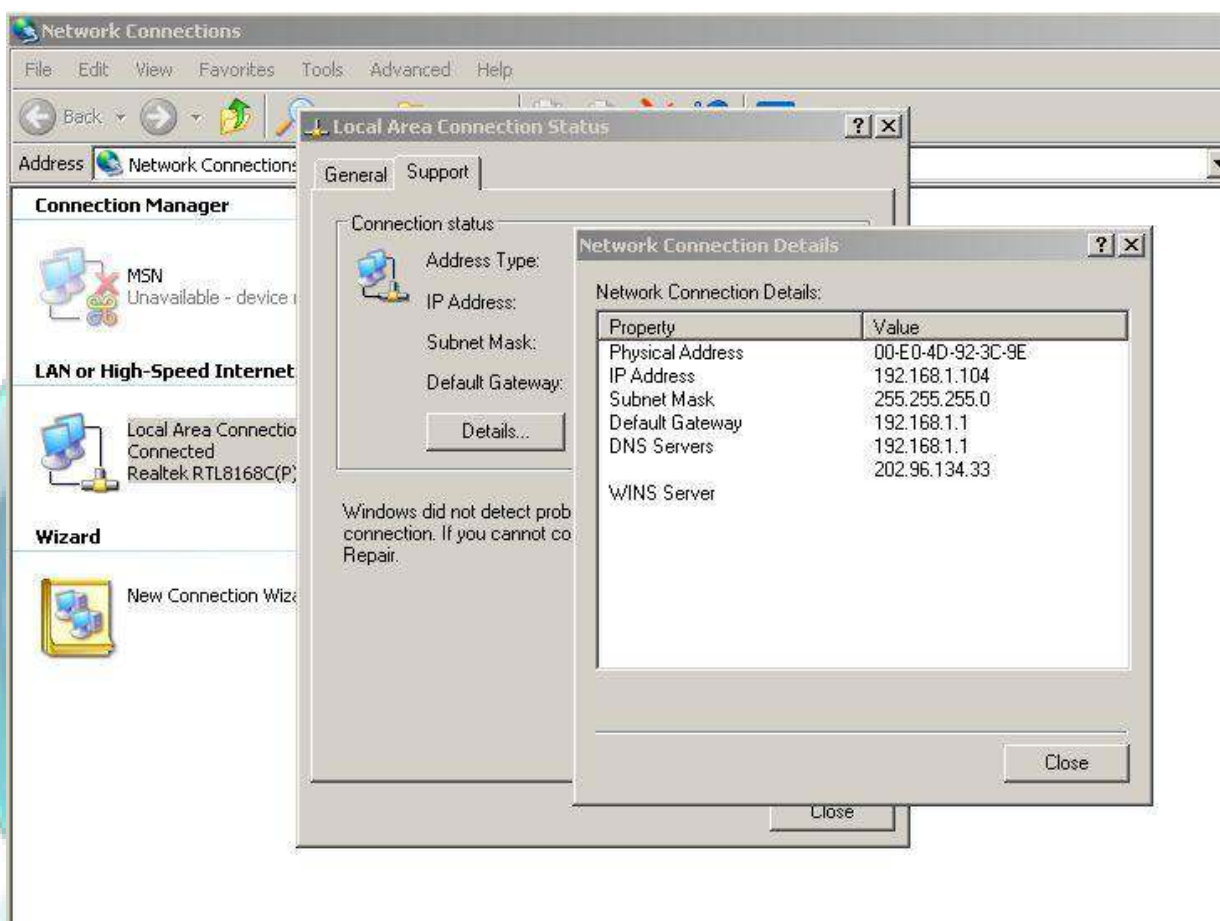 Network Connections
File Edit View Favorites Tools Advanced Help
Back
Address Network Connections
Connection Manager
MSN
Unavailable - device
LAN or High-Speed Internet
Local Area Connectio
Connected
Realtek RTL8168C(P)
Wizard
New Connection Wiza
Local Area Connection Status
General Support
Connection status
Address Type:
IP Address:
Subnet Mask:
Default Gateway:
Details...
Windows did not detect prob
connection. If you cannot co
Repair.
Close
Network Connection Details
Network Connection Details:
Property Value
Physical Address 00-E0-4D-92-3C-9E
IP Address 192.168.1.104
Subnet Mask 255.255.255.0
Default Gateway 192.168.1.1
DNS Servers 192.168.1.1
202.96.134.33
WINS Server
Close